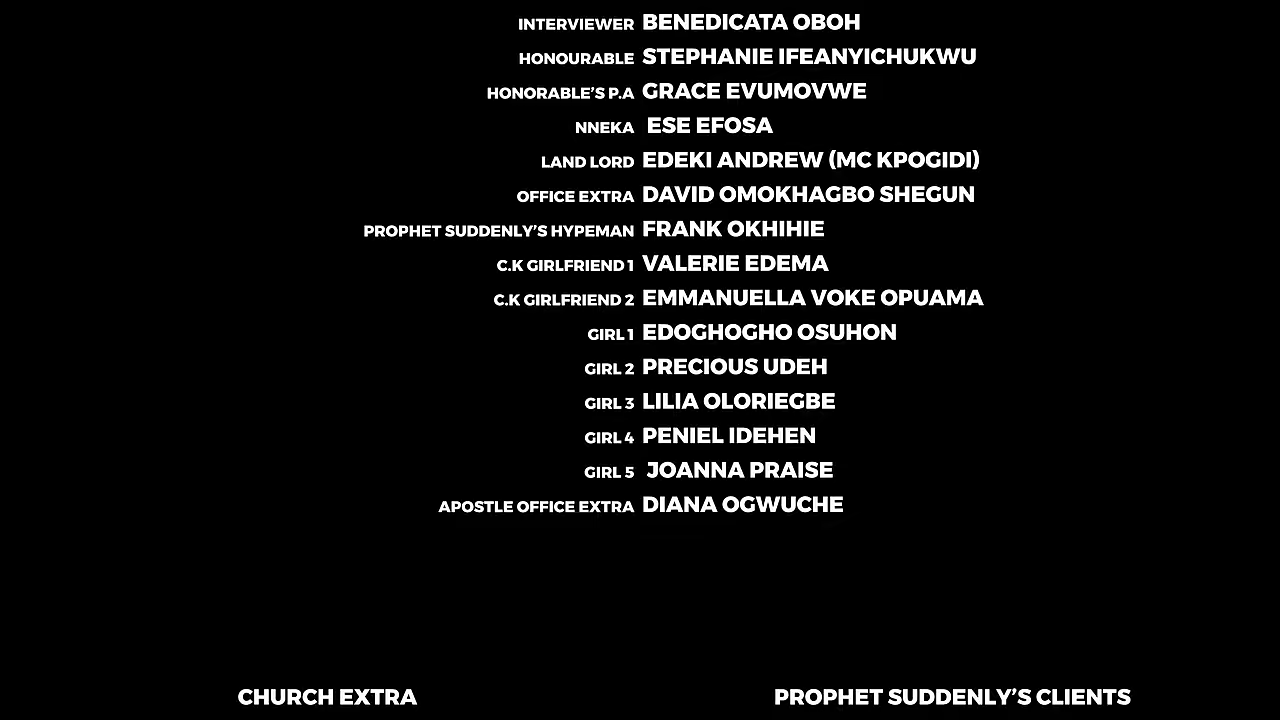 INTERVIEWER BENEDICATA OBOH
HONOURABLE STEPHANIE IFEANYICHUKWU
HONORABLE'S P.A GRACE EVUMOVWE
NNEKA ESE EFOSA
LAND LORD EDEKI ANDREW (MC KPOGIDI)
OFFICE EXTRA DAVID OMOKHAGBO SHEGUN
PROPHET SUDDENLY'S HYPEMAN FRANK OKHIHIE
C.K GIRLFRIEND 1 VALERIE EDEMA
C.K GIRLFRIEND 2 EMMANUELLA VOKE OPUAMA
GIRL 1 EDOGHOGHO OSUHON
GIRL 2 PRECIOUS UDEH
GIRL 3 LILIA OLORIEGBE
GIRL 4 PENIEL IDEHEN
GIRL 5 JOANNA PRAISE
APOSTLE OFFICE EXTRA DIANA OGWUCHE
CHURCH EXTRA PROPHET SUDDENLY'S CLIENTS